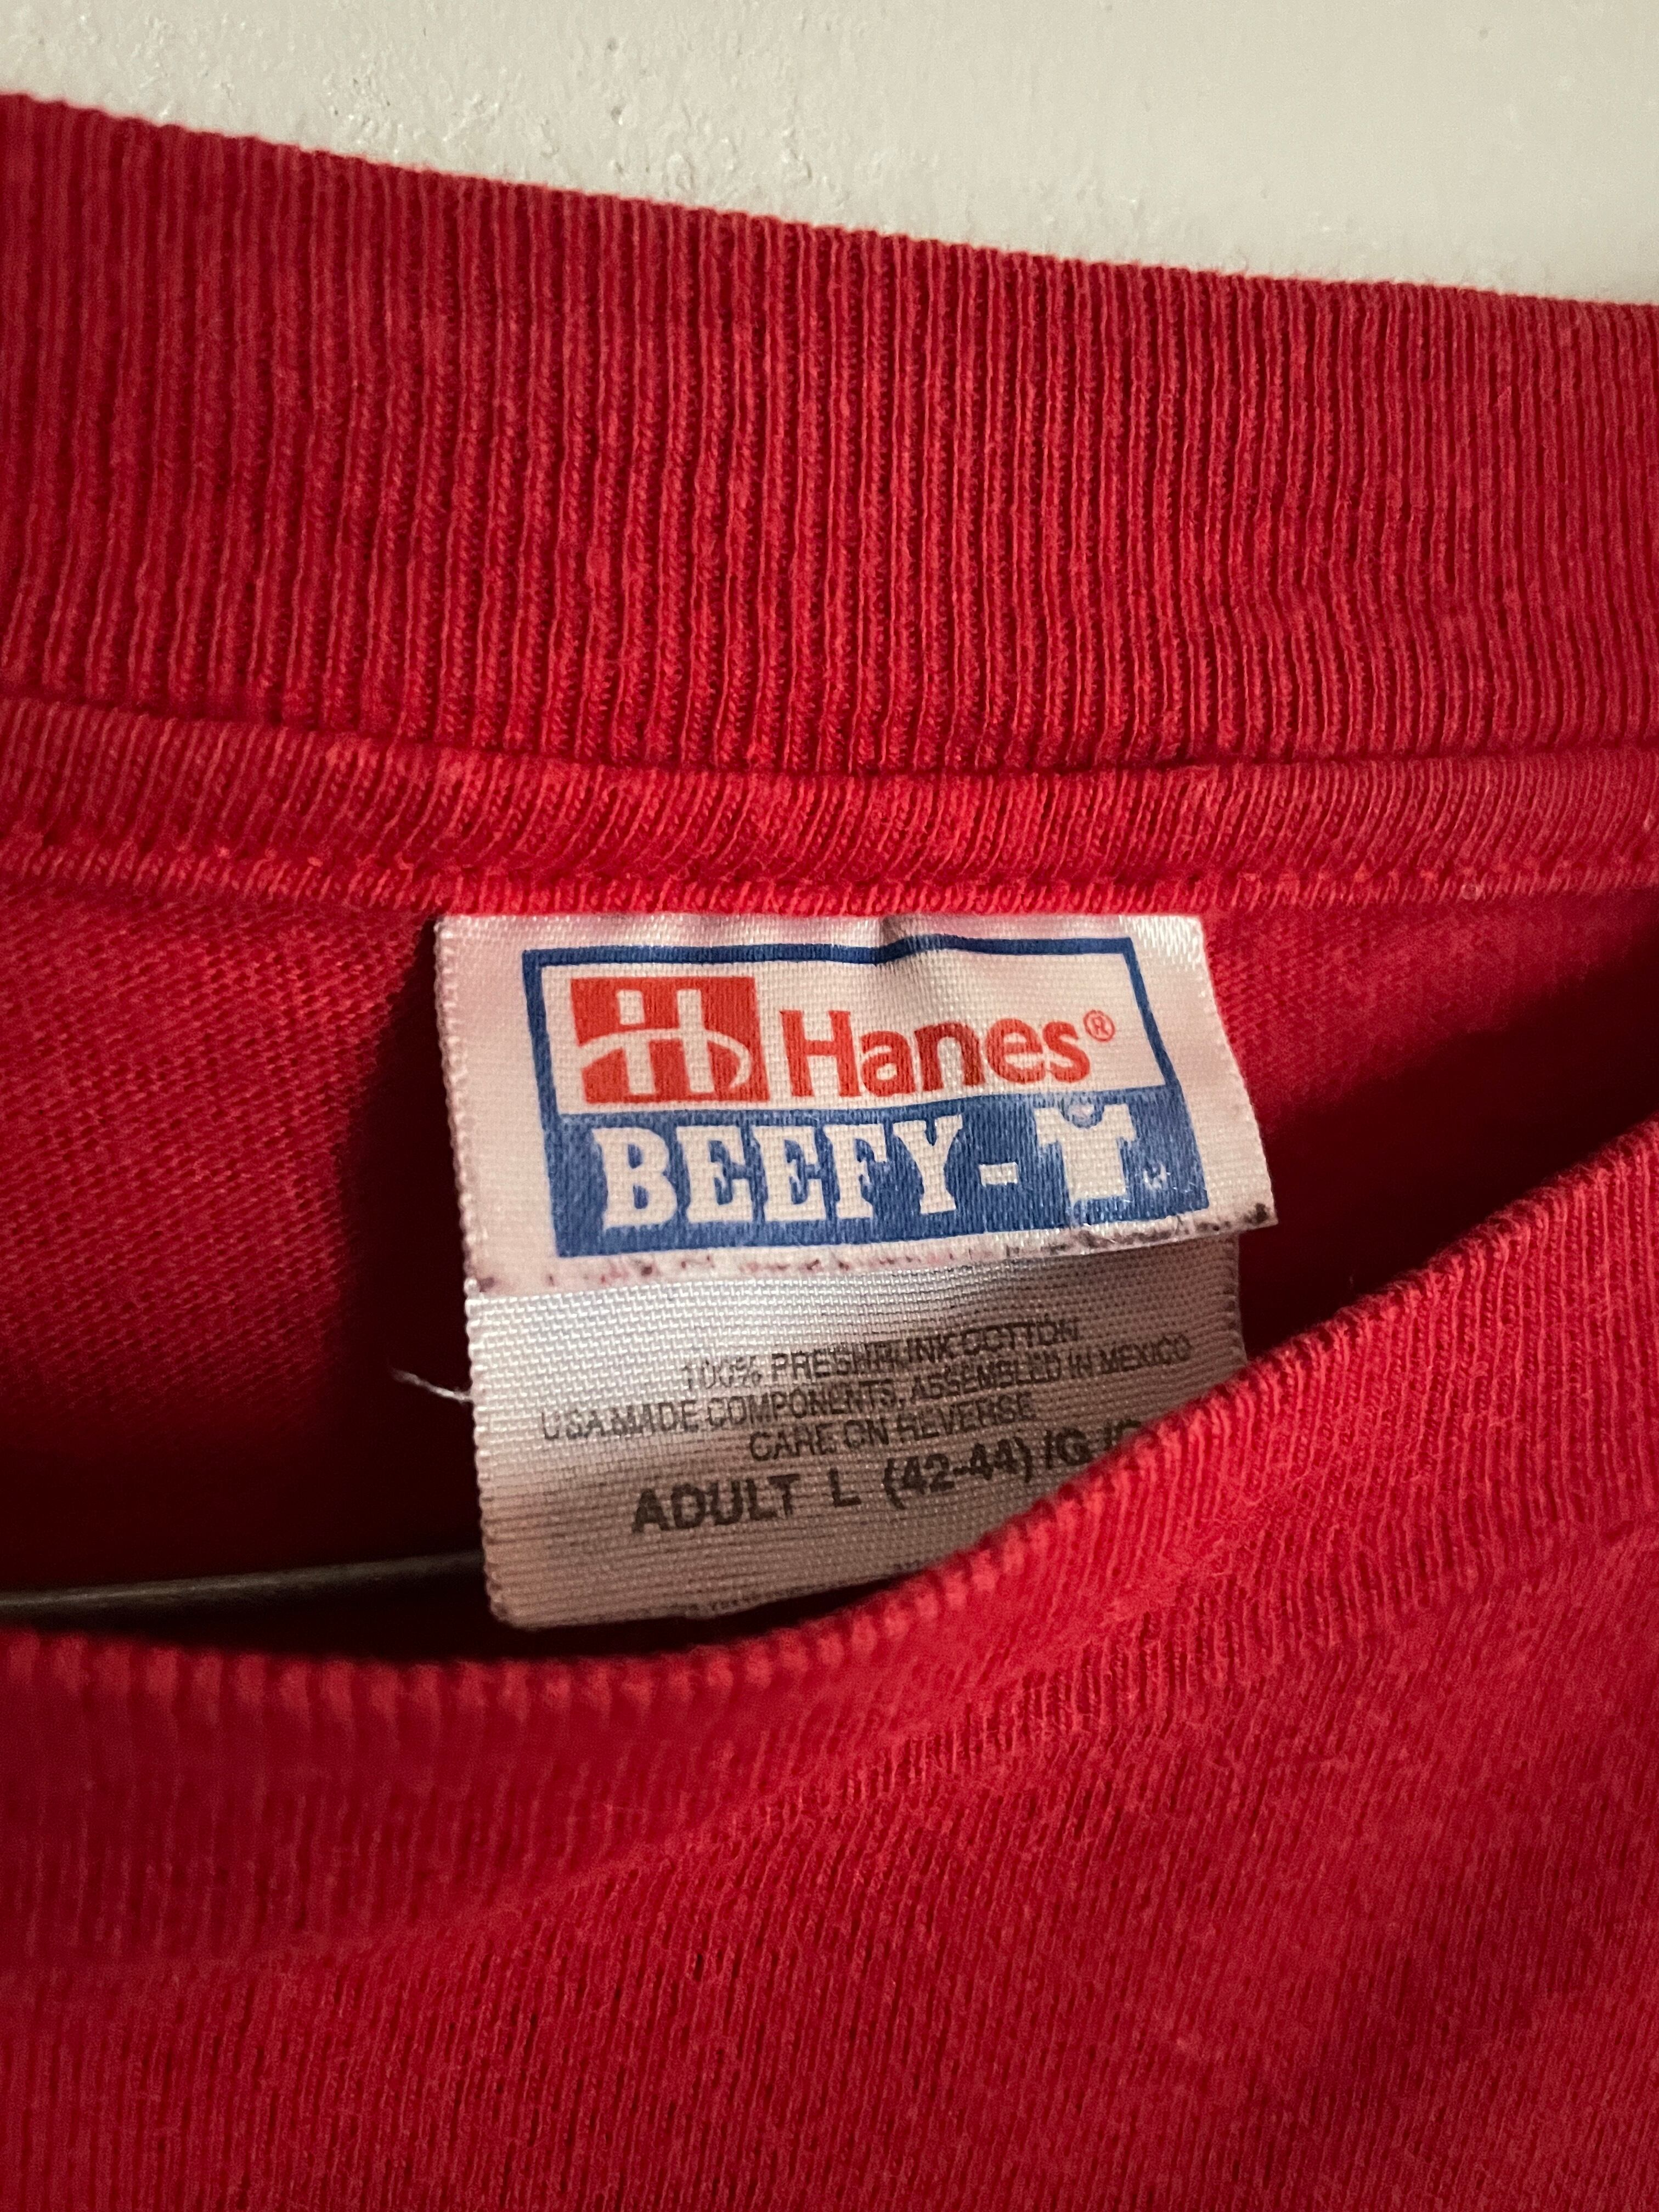 Hanes®
BEEFY-T
100% PRESHRUNK COTTON
USA MADE COMPONENTS, ASSEMBLED IN MEXICO
CARE ON REVERSE
ADULT L (42-44) /G /